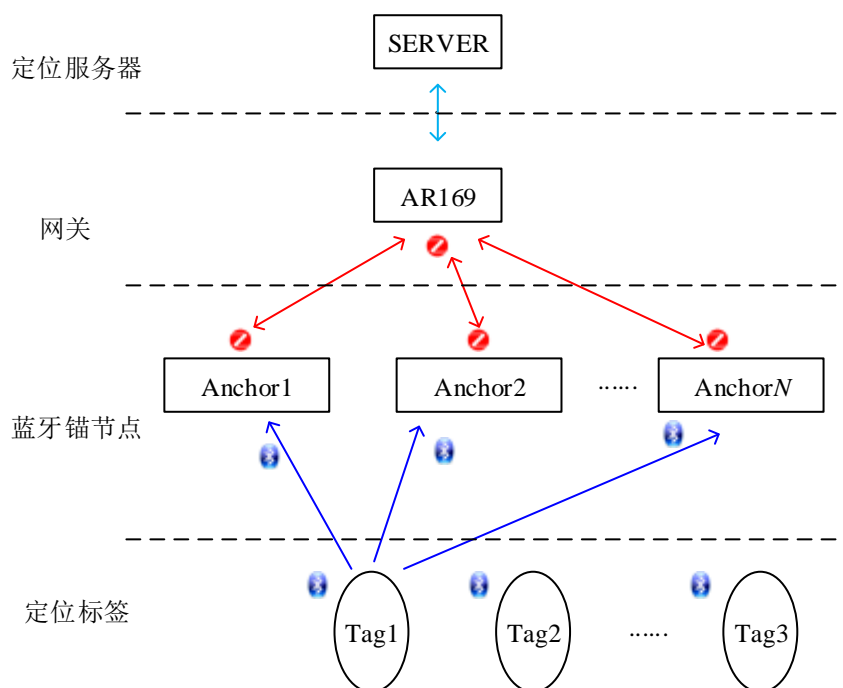 SERVER
定位服务器
AR169
网关
Anchor1
Anchor2
......
AnchorN
蓝牙锚节点
定位标签
Tag1
Tag2
......
Tag3